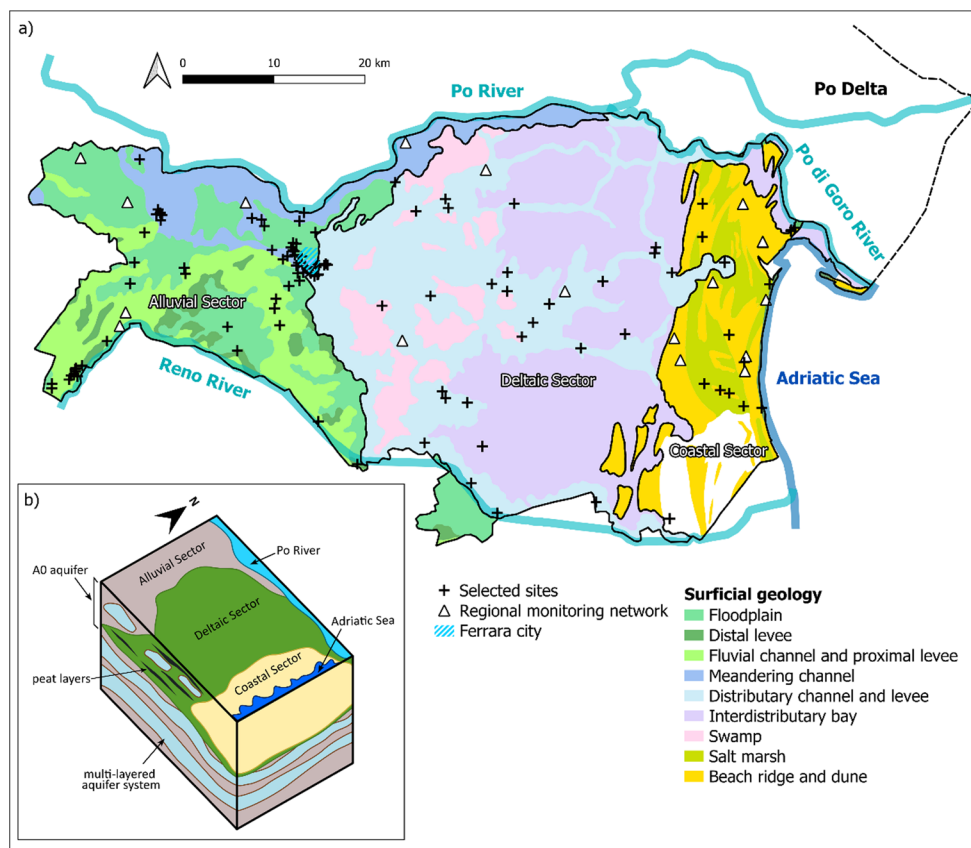 a)
0
10
20 km
Po River
Po Delta
Po di Goro River
Alluvial Sector
Reno River
Deltaic Sector
Adriatic Sea
Coastal Sector
b)
N
A0 aquifer
Alluvial Sector
Po River
Deltaic Sector
Adriatic Sea
Coastal Sector
peat layers
multi-layered
aquifer system
Selected sites
Regional monitoring network
Ferrara city
Surficial geology
Floodplain
Distal levee
Fluvial channel and proximal levee
Meandering channel
Distributary channel and levee
Interdistributary bay
Swamp
Salt marsh
Beach ridge and dune